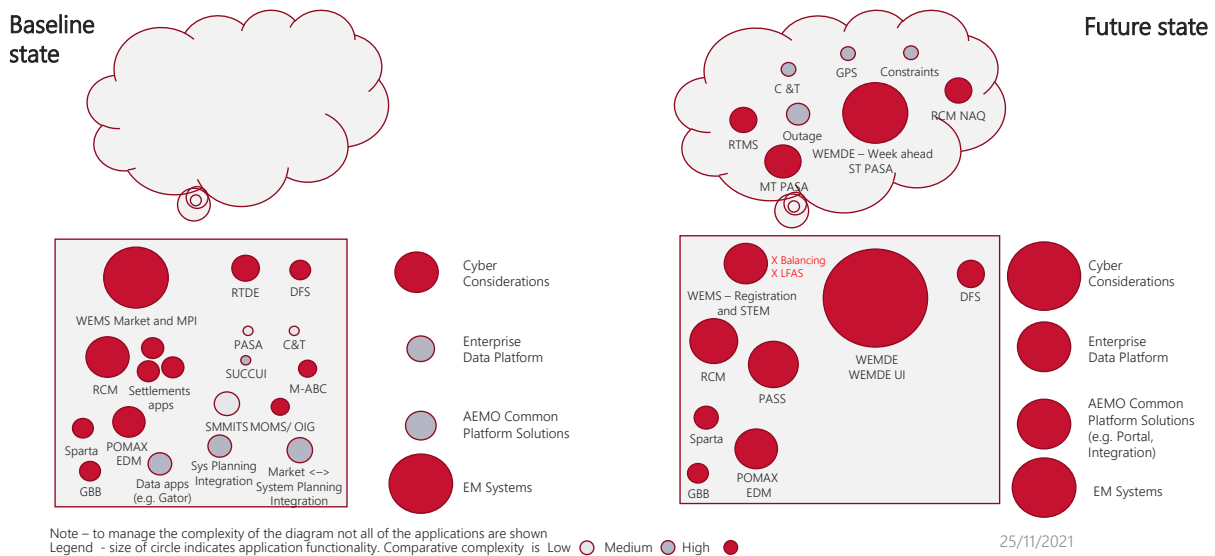 Baseline
state
WEMS Market and MPI
RTDE
DFS
PASA
C&T
SUCCUI
RCM
Settlements
apps
M-ABC
SMMITS
MOMS/ OIG
Sparta
POMAX
EDM
GBB
Data apps
(e.g. Gator)
Sys Planning
Integration
Market <–>
System Planning
Integration
Cyber
Considerations
Enterprise
Data Platform
AEMO Common
Platform Solutions
EM Systems
Future state
C &T
GPS
Constraints
RTMS
Outage
RCM NAQ
WEMDE – Week ahead
ST PASA
MT PASA
X Balancing
X LFAS
WEMS – Registration
and STEM
DFS
WEMDE
WEMDE UI
RCM
PASS
Sparta
POMAX
EDM
GBB
Cyber
Considerations
Enterprise
Data Platform
AEMO Common
Platform Solutions
(e.g. Portal,
Integration)
EM Systems
Note – to manage the complexity of the diagram not all of the applications are shown
Legend - size of circle indicates application functionality. Comparative complexity is Low Medium High
25/11/2021